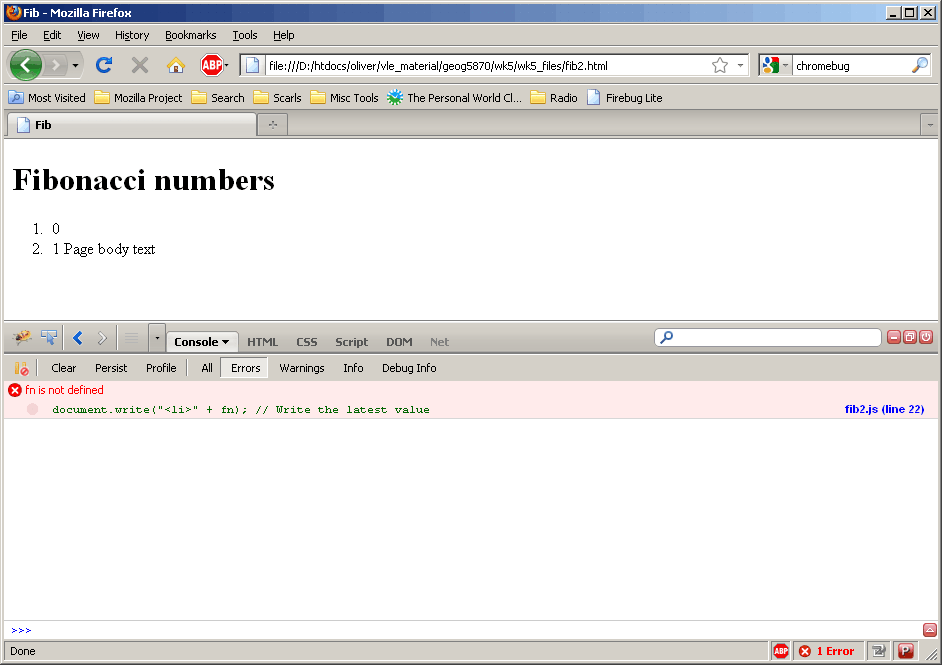 Fib - Mozilla Firefox
File Edit View History Bookmarks Tools Help
ABP file:///D:/htdocs/oliver/vle_material/geog5870/wk5/wk5_files/fib2.html chromebug
Most Visited Mozilla Project Search Scarls Misc Tools The Personal World Cl... Radio Firebug Lite
Fib
Fibonacci numbers
1. 0
2. 1 Page body text
Console HTML CSS Script DOM Net
Clear Persist Profile All Errors Warnings Info Debug Info
fn is not defined
document.write("<li>" + fn); // Write the latest value fib2.js (line 22)
>>>
Done ABP 1 Error P